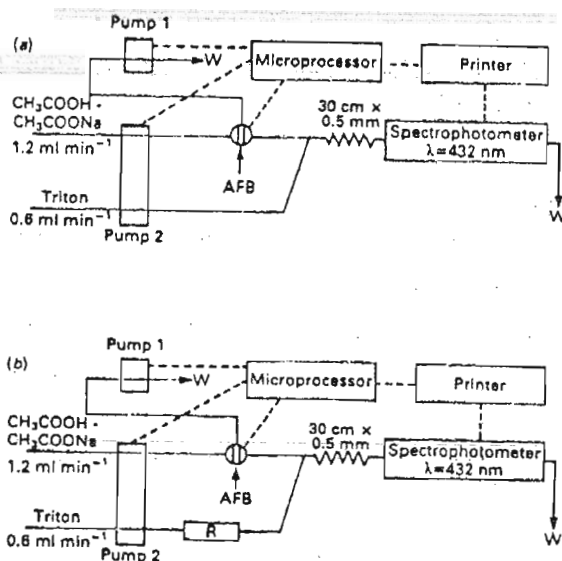 (a)
Pump 1
W
Microprocessor
Printer
CH₃COOH ·
CH₃COONa
1.2 ml min⁻¹
30 cm ×
0.5 mm
Spectrophotometer
λ=432 nm
AFB
Triton
0.6 ml min⁻¹
Pump 2
W
(b)
Pump 1
W
Microprocessor
Printer
CH₃COOH ·
CH₃COONa
1.2 ml min⁻¹
30 cm ×
0.5 mm
Spectrophotometer
λ=432 nm
AFB
Triton
R
0.6 ml min⁻¹
Pump 2
W